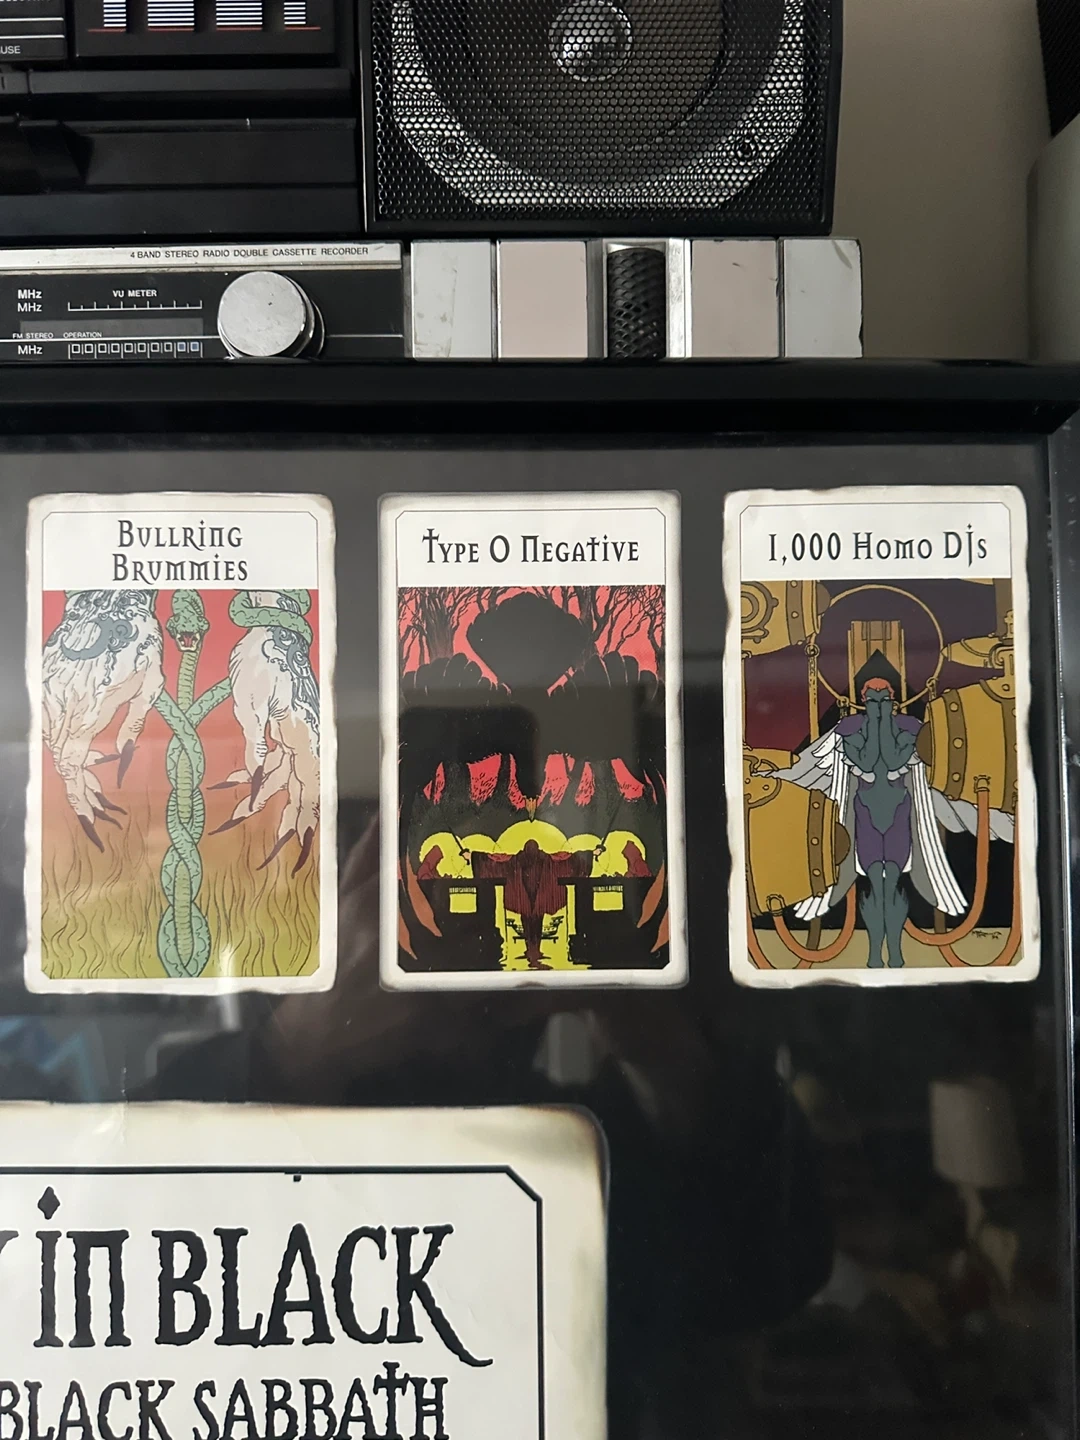 4 BAND STEREO RADIO DOUBLE CASSETTE RECORDER
MHz
MHz
VU METER
FM STEREO OPERATION
MHz
BULLRING
BRUMMIES
TYPE O NEGATIVE
1,000 HOMO DJS
IN BLACK
BLACK SABBATH